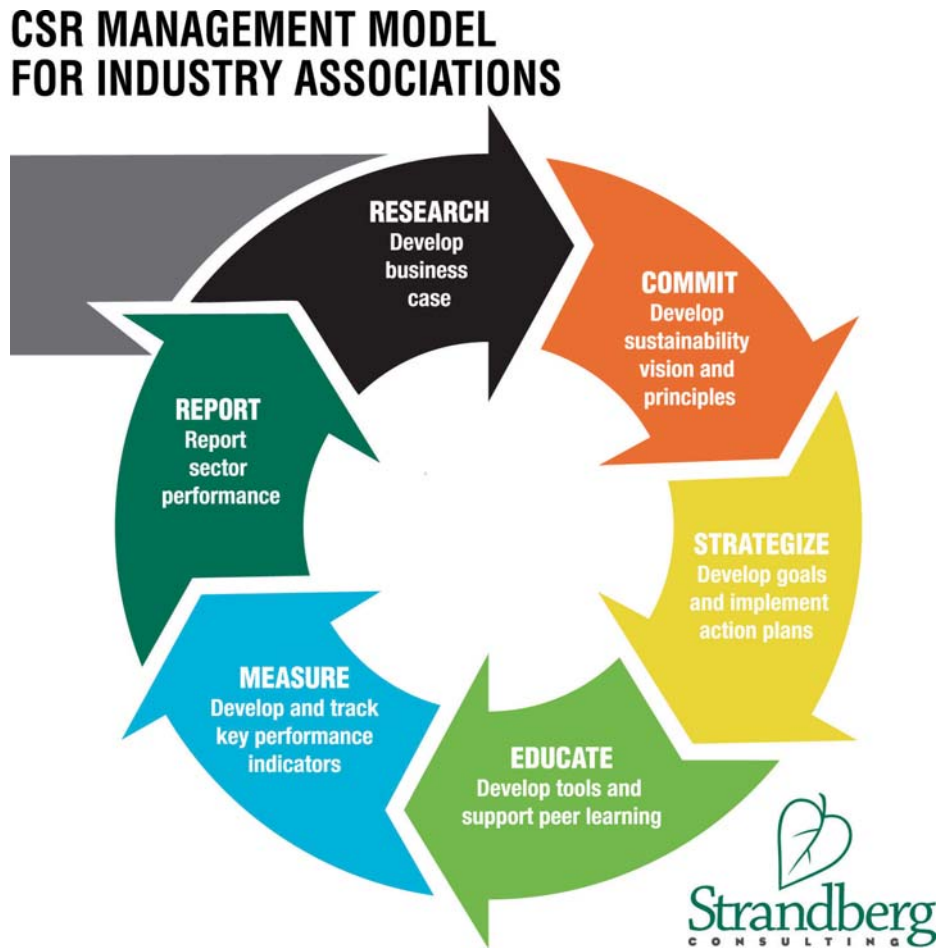 CSR MANAGEMENT MODEL
FOR INDUSTRY ASSOCIATIONS
RESEARCH
Develop
business
case
COMMIT
Develop
sustainability
vision and
principles
STRATEGIZE
Develop goals
and implement
action plans
EDUCATE
Develop tools and
support peer learning
MEASURE
Develop and track
key performance
indicators
REPORT
Report
sector
performance
Strandberg
CONSULTING